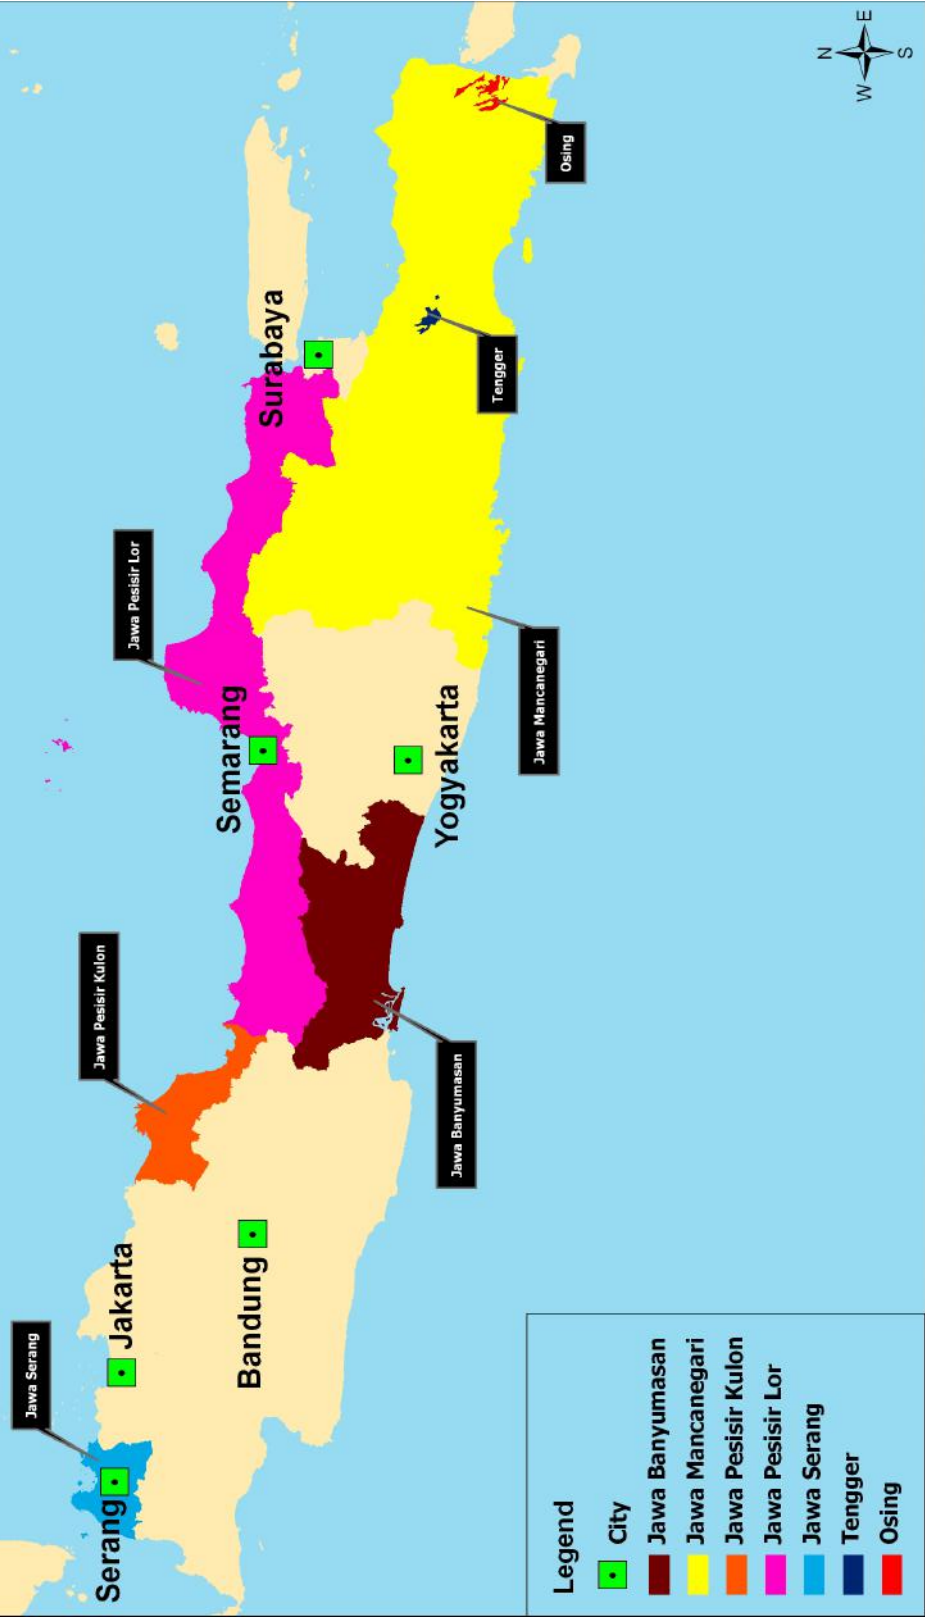 Jawa Serang
Serang
Jakarta
Bandung
Jawa Pesisir Kulon
Jawa Banyumasan
Jawa Pesisir Lor
Semarang
Yogyakarta
Jawa Mancanegari
Surabaya
Tengger
Osing
N
E
S
W
Legend
City
Jawa Banyumasan
Jawa Mancanegari
Jawa Pesisir Kulon
Jawa Pesisir Lor
Jawa Serang
Tengger
Osing